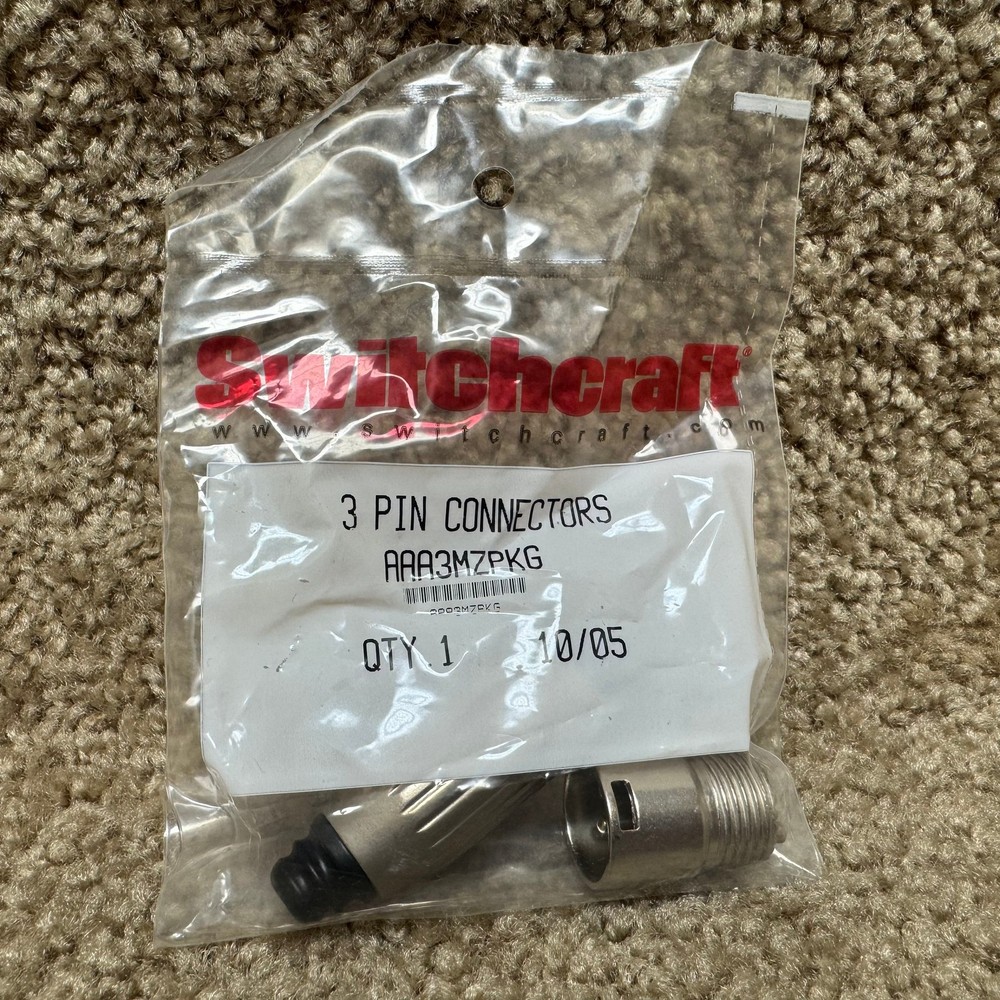 Switchcraft®
www.switchcraft.com
3 PIN CONNECTORS
AAA3MZPKG
AAA3MZPKG
QTY.1 10/05